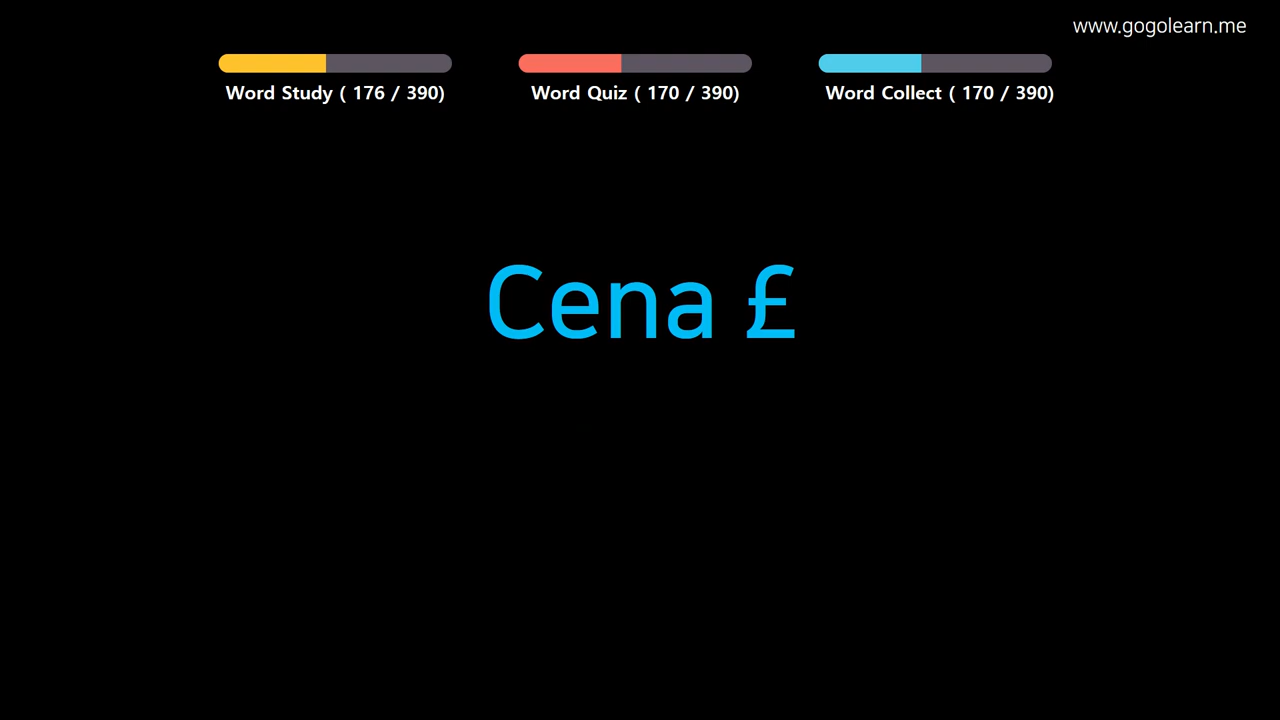 www.gogolearn.me
Word Study ( 176 / 390)
Word Quiz ( 170 / 390)
Word Collect ( 170 / 390)
Cena £